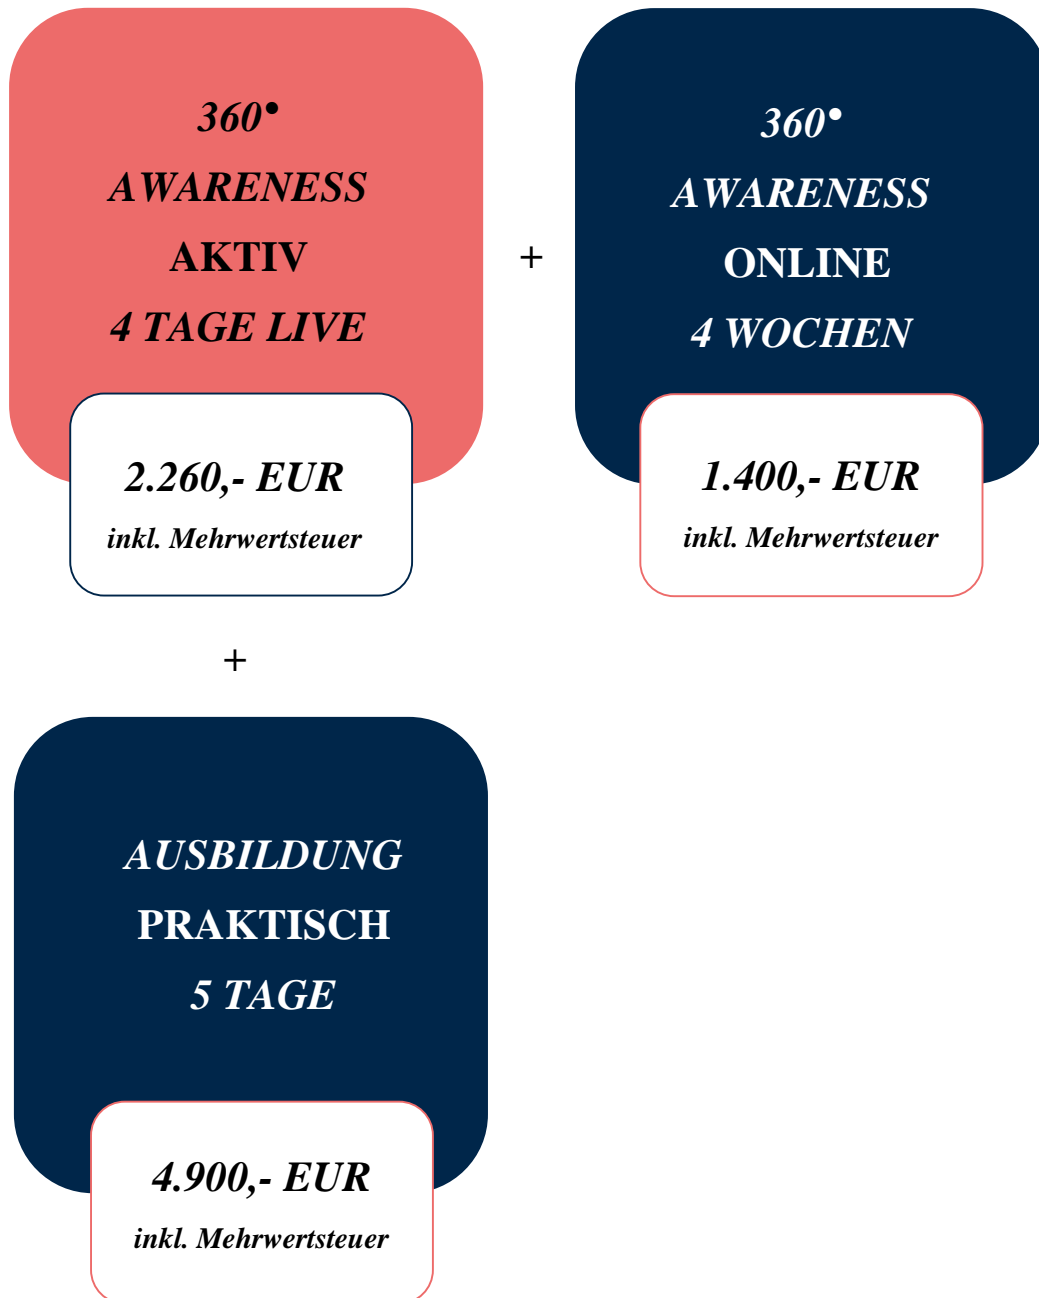 360°
AWARENESS
AKTIV
4 TAGE LIVE
2.260,- EUR
inkl. Mehrwertsteuer
+
360°
AWARENESS
ONLINE
4 WOCHEN
1.400,- EUR
inkl. Mehrwertsteuer
+
AUSBILDUNG
PRAKTISCH
5 TAGE
4.900,- EUR
inkl. Mehrwertsteuer